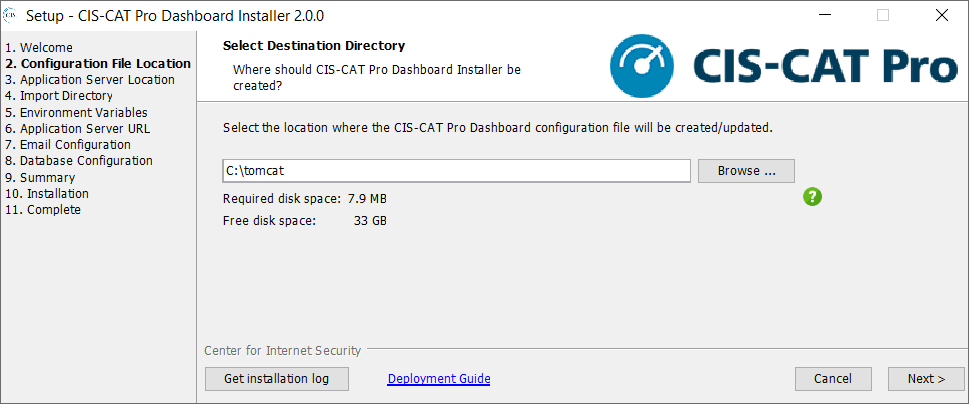 CIS Setup - CIS-CAT Pro Dashboard Installer 2.0.0
1. Welcome
2. Configuration File Location
3. Application Server Location
4. Import Directory
5. Environment Variables
6. Application Server URL
7. Email Configuration
8. Database Configuration
9. Summary
10. Installation
11. Complete
Select Destination Directory
Where should CIS-CAT Pro Dashboard Installer be
created?
CIS-CAT Pro
Select the location where the CIS-CAT Pro Dashboard configuration file will be created/updated.
C:\tomcat
Browse ...
Required disk space: 7.9 MB
?
Free disk space: 33 GB
Center for Internet Security
Get installation log
Deployment Guide
Cancel
Next >